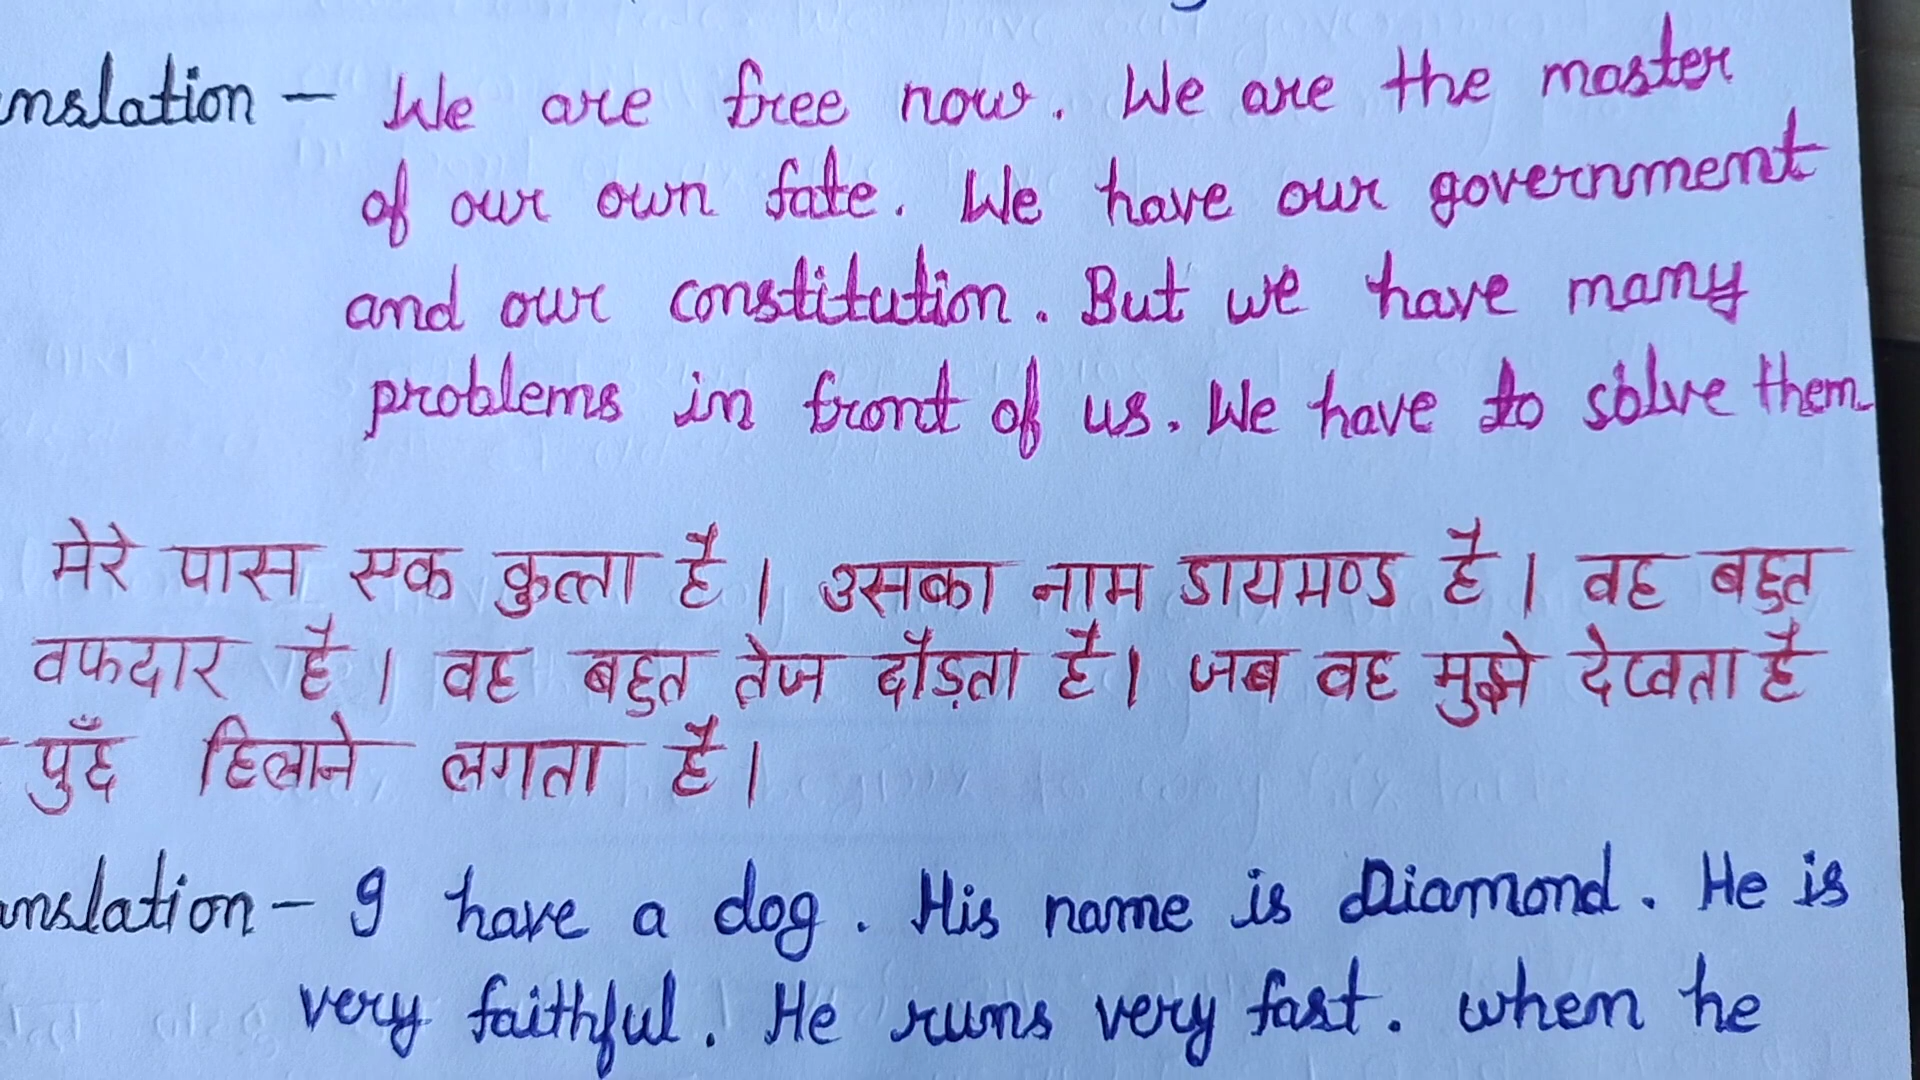 nslation - We are free now. We are the master
of our own fate. We have our government
and our constitution. But we have many
problems in front of us. We have to solve them.
मेरे पास एक कुत्ता है। उसका नाम डायमण्ड है। वह बहुत
वफदार है। वह बहुत तेज दौड़ता है। जब वह मुझे देखता है
पुँछ हिलाने लगता है।
anslation - I have a dog. His name is Diamond. He is
very faithful. He runs very fast. when he